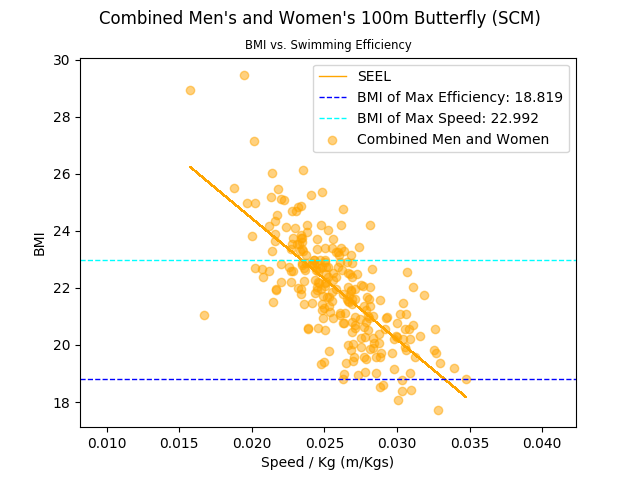 Combined Men's and Women's 100m Butterfly (SCM)
BMI vs. Swimming Efficiency
SEEL
BMI of Max Efficiency: 18.819
BMI of Max Speed: 22.992
Combined Men and Women
BMI
30
28
26
24
22
20
18
0.010 0.015 0.020 0.025 0.030 0.035 0.040
Speed / Kg (m/Kgs)